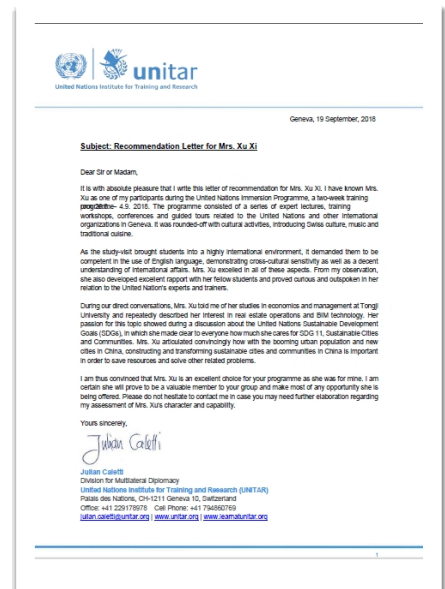 unitar
United Nations Institute for Training and Research
Geneva, 19 September, 2018
Subject: Recommendation Letter for Mrs. Xu Xi
Dear Sir or Madam,
It is with absolute pleasure that I write this letter of recommendation for Mrs. Xu Xi. I have known Mrs.
Xu as one of my participants during the United Nations Immersion Programme, a two-week training
– 4.9. 2018. The programme consisted of a series of expert lectures, training
workshops, conferences and guided tours related to the United Nations and other international
organizations in Geneva. It was rounded-off with cultural activities, introducing Swiss culture, music and
traditional cuisine.
As the study-visit brought students into a highly international environment, it demanded them to be
competent in the use of English language, demonstrating cross-cultural sensitivity as well as a decent
understanding of international affairs. Mrs. Xu excelled in all of these aspects. From my observation,
she also developed excellent rapport with her fellow students and proved curious and outspoken in her
relation to the United Nation's experts and trainers.
During our direct conversations, Mrs. Xu told me of her studies in economics and management at Tongji
University and repeatedly described her interest in real estate operations and BIM technology. Her
passion for this topic showed during a discussion about the United Nations Sustainable Development
Goals (SDGs), in which she made clear to everyone how much she cares for SDG 11, Sustainable Cities
and Communities. Mrs. Xu articulated convincingly how with the booming urban population and new
cities in China, constructing and transforming sustainable cities and communities in China is important
in order to save resources and solve other related problems.
I am thus convinced that Mrs. Xu is an excellent choice for your programme as she was for mine. I am
certain she will prove to be a valuable member to your group and make most of any opportunity she is
being offered. Please do not hesitate to contact me in case you may need further elaboration regarding
my assessment of Mrs. Xu's character and capability.
Yours sincerely,
Julian Caletti
Julian Caletti
Division for Multilateral Diplomacy
United Nations Institute for Training and Research (UNITAR)
Palais des Nations, CH-1211 Geneva 10, Switzerland
Office: +41 229178978 Cell Phone: +41 794860769
julian.caletti@unitar.org | www.unitar.org | www.learnatunitar.org
1